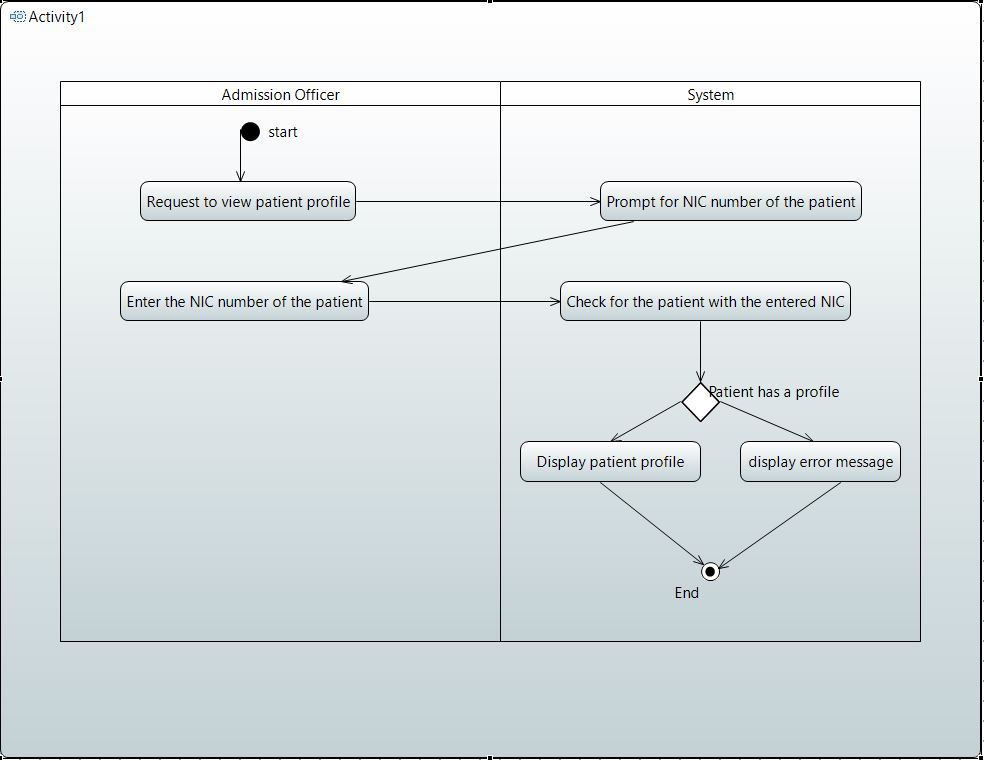 Activity1
Admission Officer
System
start
Request to view patient profile
Prompt for NIC number of the patient
Enter the NIC number of the patient
Check for the patient with the entered NIC
Patient has a profile
Display patient profile
display error message
End